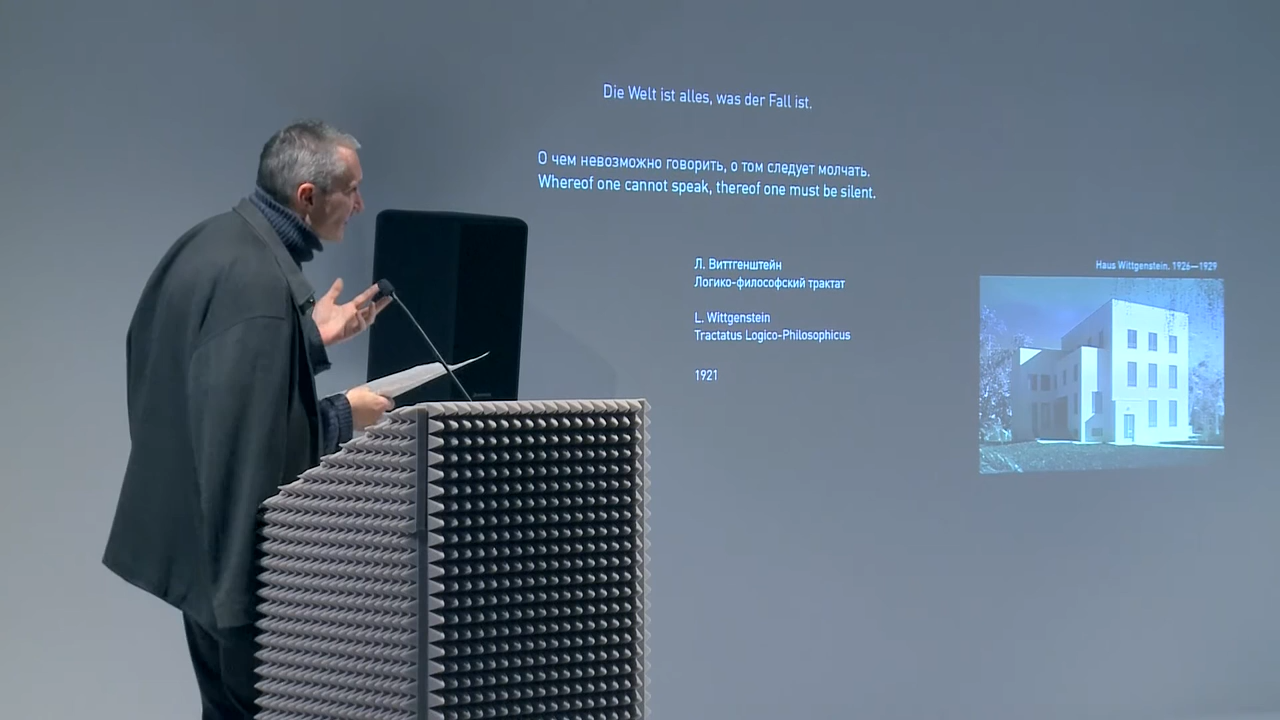 Die Welt ist alles, was der Fall ist.
О чем невозможно говорить, о том следует молчать.
Whereof one cannot speak, thereof one must be silent.
Л. Виттгенштейн
Логико-философский трактат
L. Wittgenstein
Tractatus Logico-Philosophicus
1921
Haus Wittgenstein. 1926—1929